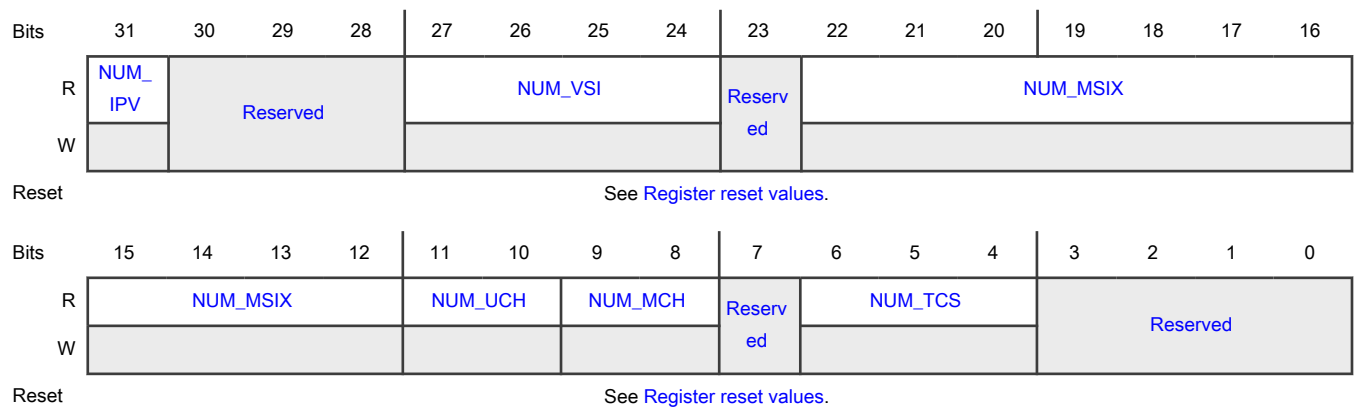 Bits 31 30 29 28 27 26 25 24 23 22 21 20 19 18 17 16
R NUM_ IPV Reserved NUM_VSI Reserv ed NUM_MSIX
W
Reset See Register reset values.
Bits 15 14 13 12 11 10 9 8 7 6 5 4 3 2 1 0
R NUM_MSIX NUM_UCH NUM_MCH Reserv ed NUM_TCS Reserved
W
Reset See Register reset values.